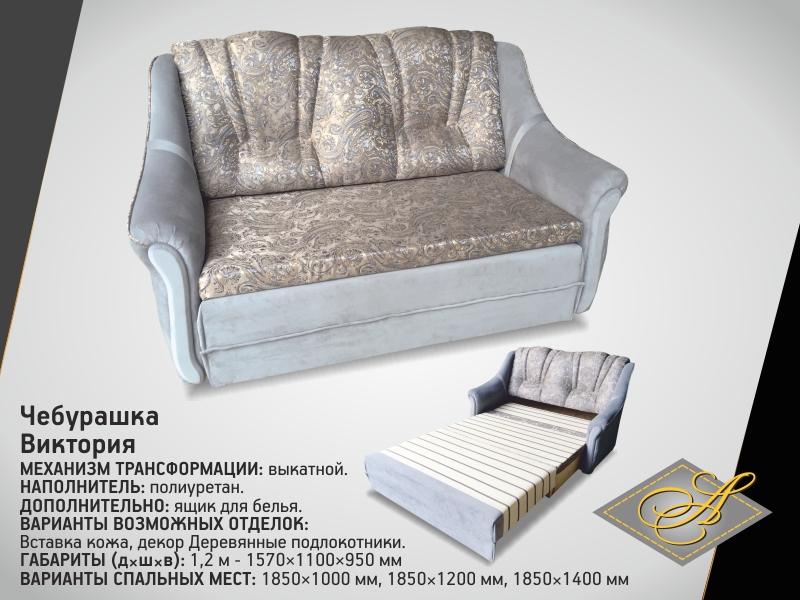 Чебурашка
Виктория
МЕХАНИЗМ ТРАНСФОРМАЦИИ: выкатной.
НАПОЛНИТЕЛЬ: полиуретан.
ДОПОЛНИТЕЛЬНО: ящик для белья.
ВАРИАНТЫ ВОЗМОЖНЫХ ОТДЕЛОК:
Вставка кожа, декор Деревянные подлокотники.
ГАБАРИТЫ (д×ш×в): 1,2 м - 1570×1100×950 мм
ВАРИАНТЫ СПАЛЬНЫХ МЕСТ: 1850×1000 мм, 1850×1200 мм, 1850×1400 мм